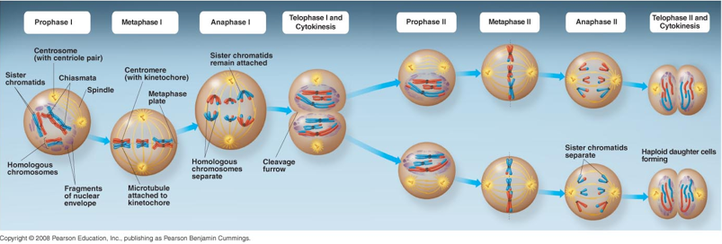 Prophase I
Metaphase I
Anaphase I
Telophase I and
Cytokinesis
Prophase II
Metaphase II
Anaphase II
Telophase II and
Cytokinesis
Centrosome
(with centriole pair)
Sister
chromatids
Chiasmata
Spindle
Centromere
(with kinetochore)
Metaphase
plate
Sister chromatids
remain attached
Homologous
chromosomes
Fragments
of nuclear
envelope
Microtubule
attached to
kinetochore
Homologous
chromosomes
separate
Cleavage
furrow
Sister chromatids
separate
Haploid daughter cells
forming
Copyright © 2008 Pearson Education, Inc., publishing as Pearson Benjamin Cummings.